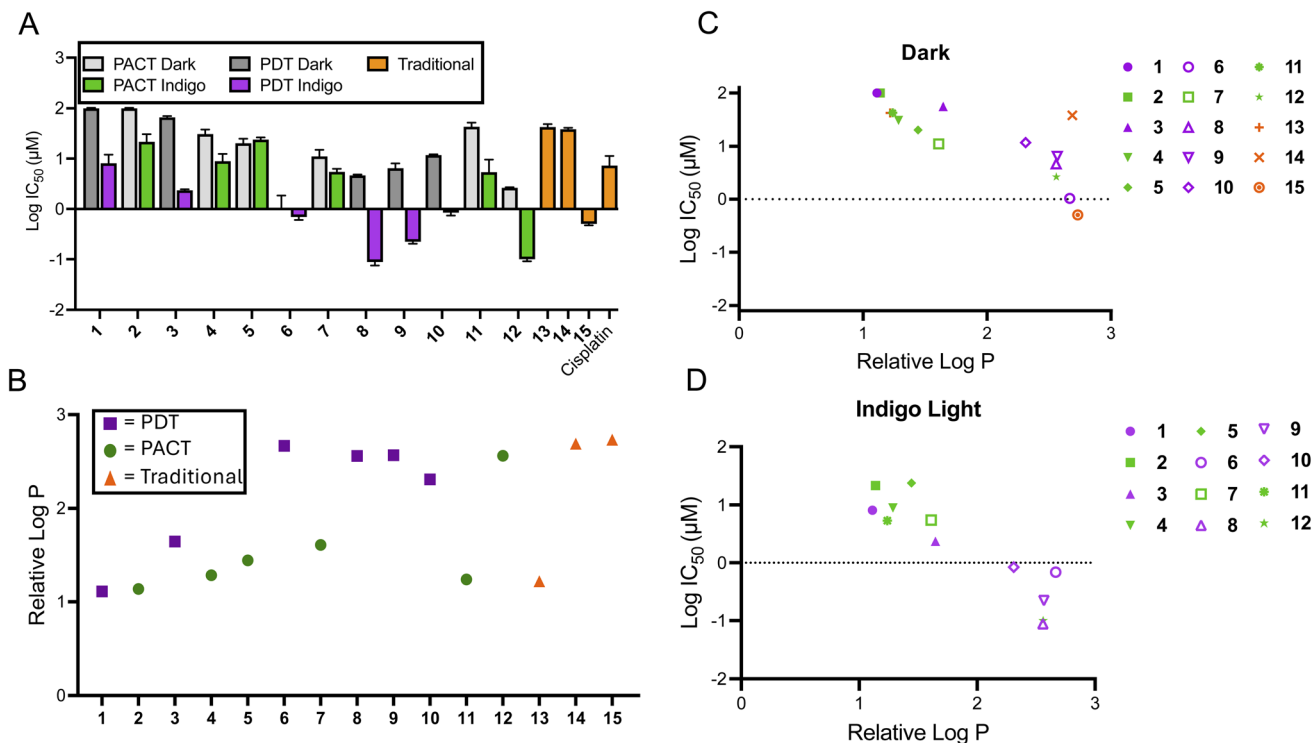 A
3
2
1
0
-1
-2
Log IC50 (µM)
PACT Dark PDT Dark Traditional
PACT Indigo PDT Indigo
1 2 3 4 5 6 7 8 9 10 11 12 13 14 15 Cisplatin
B
3
2
1
0
Relative Log P
= PDT
= PACT
= Traditional
1 2 3 4 5 6 7 8 9 10 11 12 13 14 15
C
Dark
2
1
0
-1
-2
Log IC50 (µM)
0 1 2 3
Relative Log P
1 6 11
2 7 12
3 8 13
4 9 14
5 10 15
D
Indigo Light
2
1
0
-1
-2
Log IC50 (µM)
0 1 2 3
Relative Log P
1 5 9
2 6 10
3 7 11
4 8 12